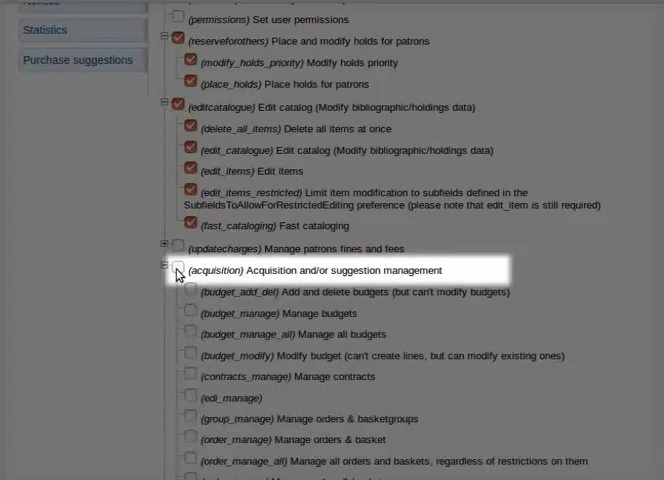 (permissions) Set user permissions
Statistics
(reserveforothers) Place and modify holds for patrons
Purchase suggestions
(modify_holds_priority) Modify holds priority
(place_holds) Place holds for patrons
(editcatalogue) Edit catalog (Modify bibliographic/holdings data)
(delete_all_items) Delete all items at once
(edit_catalogue) Edit catalog (Modify bibliographic/holdings data)
(edit_items) Edit items
(edit_items_restricted) Limit item modification to subfields defined in the
SubfieldsToAllowForRestrictedEditing preference (please note that edit_item is still required)
(fast_cataloging) Fast cataloging
(updatecharges) Manage patrons fines and fees
(acquisition) Acquisition and/or suggestion management
(budget_add_del) Add and delete budgets (but can't modify budgets)
(budget_manage) Manage budgets
(budget_manage_all) Manage all budgets
(budget_modify) Modify budget (can't create lines, but can modify existing ones)
(contracts_manage) Manage contracts
(edi_manage)
(group_manage) Manage orders & basketgroups
(order_manage) Manage orders & basket
(order_manage_all) Manage all orders and baskets, regardless of restrictions on them